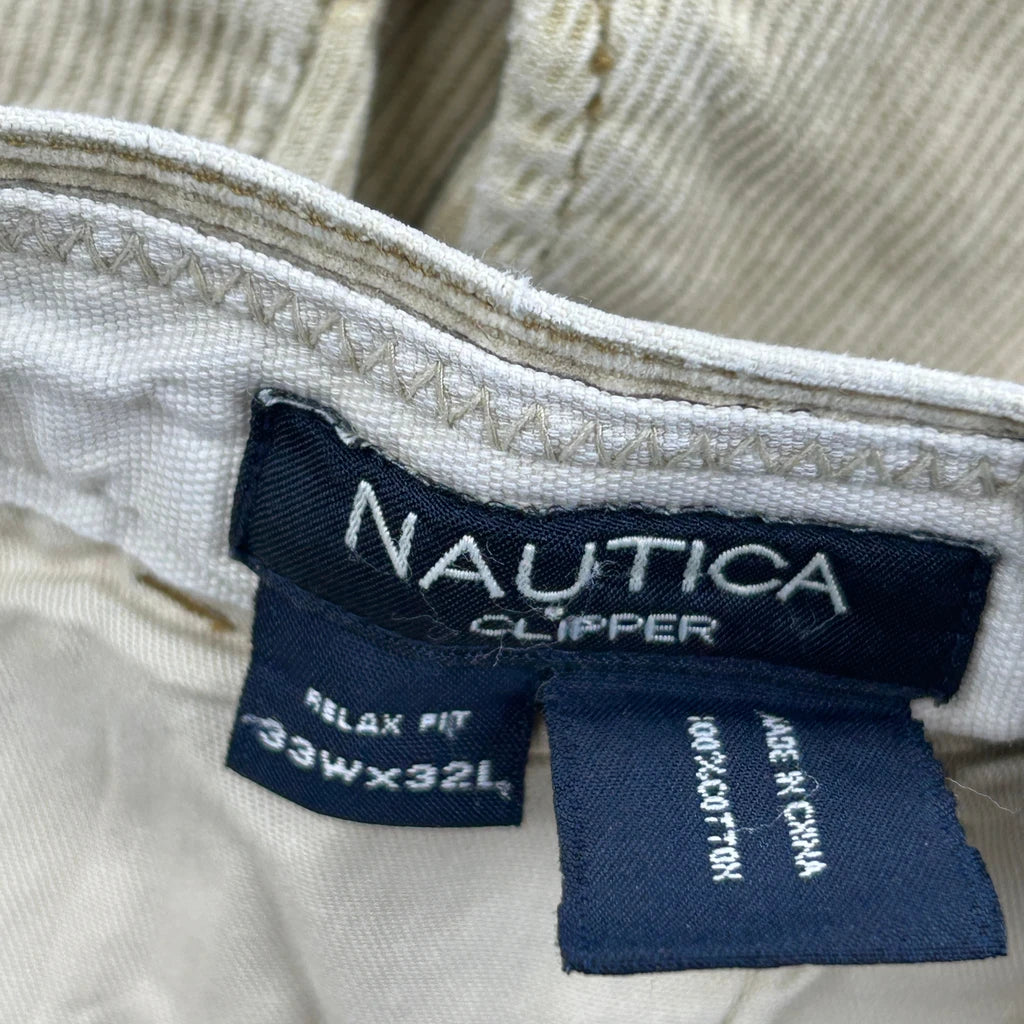 NAUTICA
CLIPPER
RELAX FIT
33Wx32L
MADE IN CHINA
100%COTTON